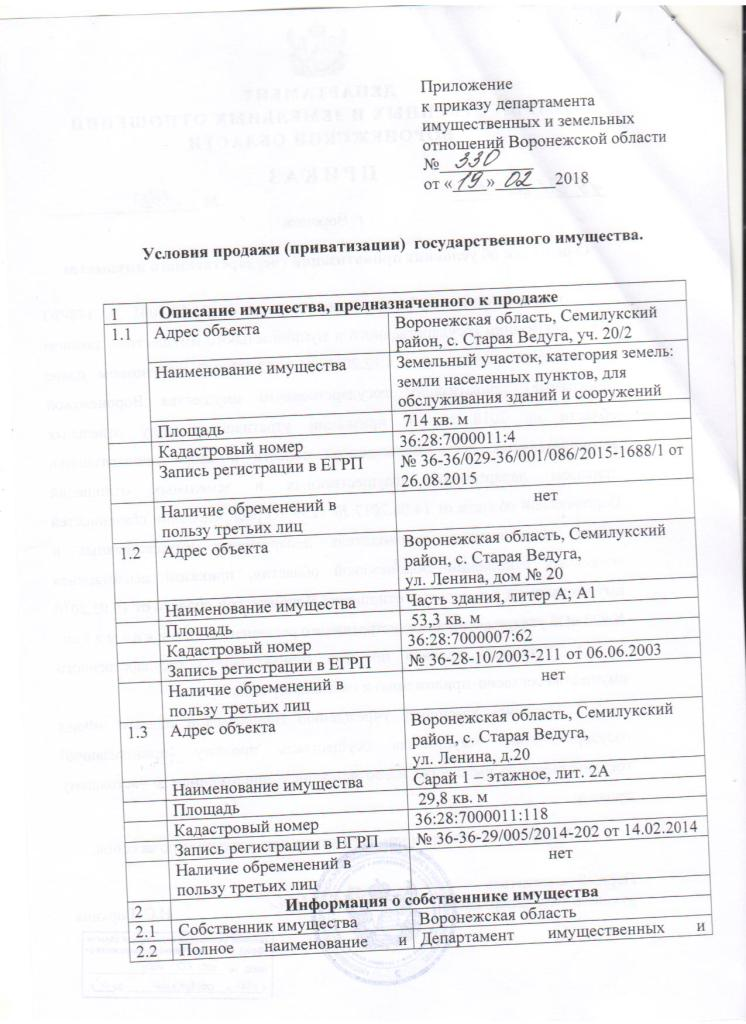 Приложение
к приказу департамента
имущественных и земельных
отношений Воронежской области
№ 330
от « 19 » 02 2018
Условия продажи (приватизации) государственного имущества.
1 Описание имущества, предназначенного к продаже
1.1 Адрес объекта Воронежская область, Семилукский
район, с. Старая Ведуга, уч. 20/2
Наименование имущества Земельный участок, категория земель:
земли населенных пунктов, для
обслуживания зданий и сооружений
Площадь 714 кв. м
Кадастровый номер 36:28:7000011:4
Запись регистрации в ЕГРП № 36-36/029-36/001/086/2015-1688/1 от
26.08.2015
Наличие обременений в нет
пользу третьих лиц
1.2 Адрес объекта Воронежская область, Семилукский
район, с. Старая Ведуга,
ул. Ленина, дом № 20
Наименование имущества Часть здания, литер А; А1
Площадь 53,3 кв. м
Кадастровый номер 36:28:7000007:62
Запись регистрации в ЕГРП № 36-28-10/2003-211 от 06.06.2003
Наличие обременений в нет
пользу третьих лиц
1.3 Адрес объекта Воронежская область, Семилукский
район, с. Старая Ведуга,
ул. Ленина, д.20
Наименование имущества Сарай 1 – этажное, лит. 2А
Площадь 29,8 кв. м
Кадастровый номер 36:28:7000011:118
Запись регистрации в ЕГРП № 36-36-29/005/2014-202 от 14.02.2014
Наличие обременений в нет
пользу третьих лиц
2 Информация о собственнике имущества
2.1 Собственник имущества Воронежская область
2.2 Полное наименование и Департамент имущественных и